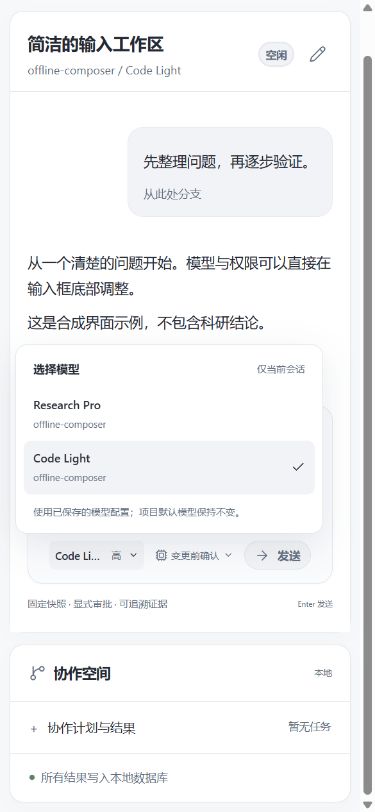 简洁的输入工作区
offline-composer / Code Light
空闲
先整理问题，再逐步验证。
从此处分支
从一个清楚的问题开始。模型与权限可以直接在
输入框底部调整。
这是合成界面示例，不包含科研结论。
选择模型
仅当前会话
Research Pro
offline-composer
Code Light
offline-composer
使用已保存的模型配置；项目默认模型保持不变。
Code Li... 高
变更前确认
发送
固定快照 · 显式审批 · 可追溯证据
Enter 发送
协作空间
本地
+ 协作计划与结果
暂无任务
所有结果写入本地数据库